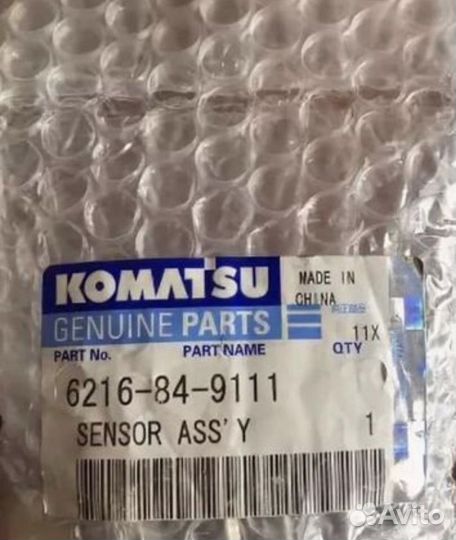 KOMATSU
MADE IN
CHINA
GENUINE PARTS
11X
PART No. PART NAME QTY
6216-84-9111
SENSOR ASS'Y 1
Avito